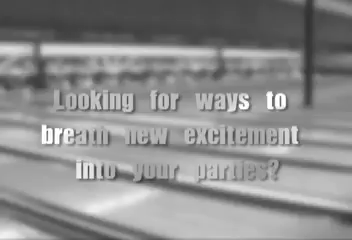 Looking for ways to
breath new excitement
into your parties?